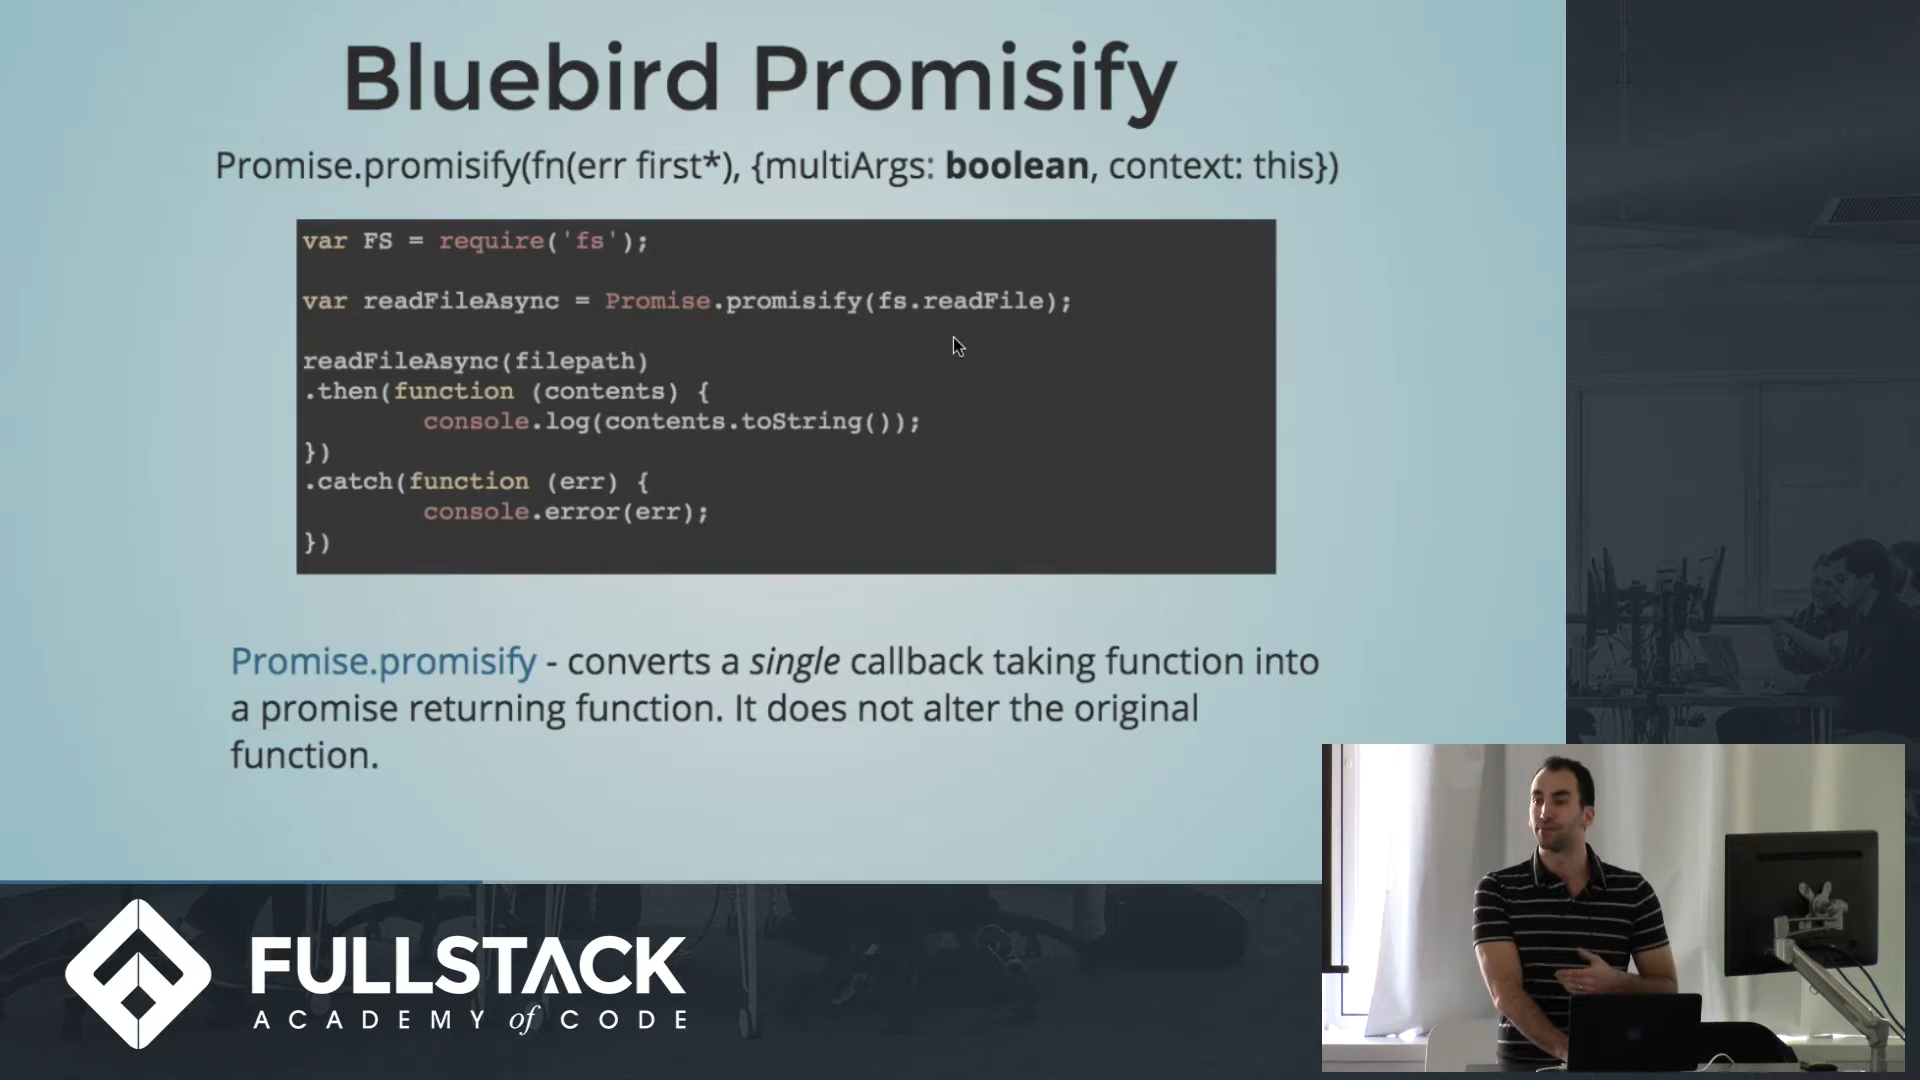 Bluebird Promisify
Promise.promisify(fn(err first*), {multiArgs: boolean, context: this})
var FS = require('fs');
var readFileAsync = Promise.promisify(fs.readFile);
readFileAsync(filepath)
.then(function (contents) {
console.log(contents.toString());
})
.catch(function (err) {
console.error(err);
})
Promise.promisify - converts a single callback taking function into
a promise returning function. It does not alter the original
function.
FULLSTACK
ACADEMY of CODE